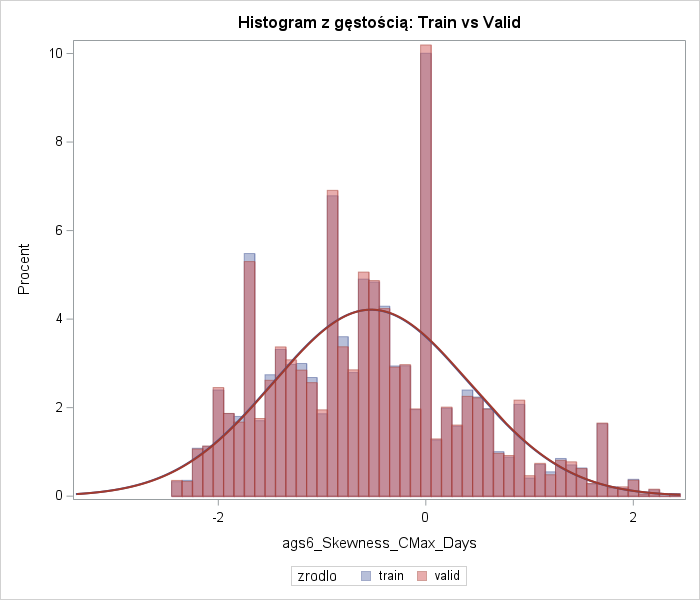 Histogram z gęstością: Train vs Valid
10
8
6
4
2
0
Procent
-2
0
2
ags6_Skewness_CMax_Days
zrodlo train valid